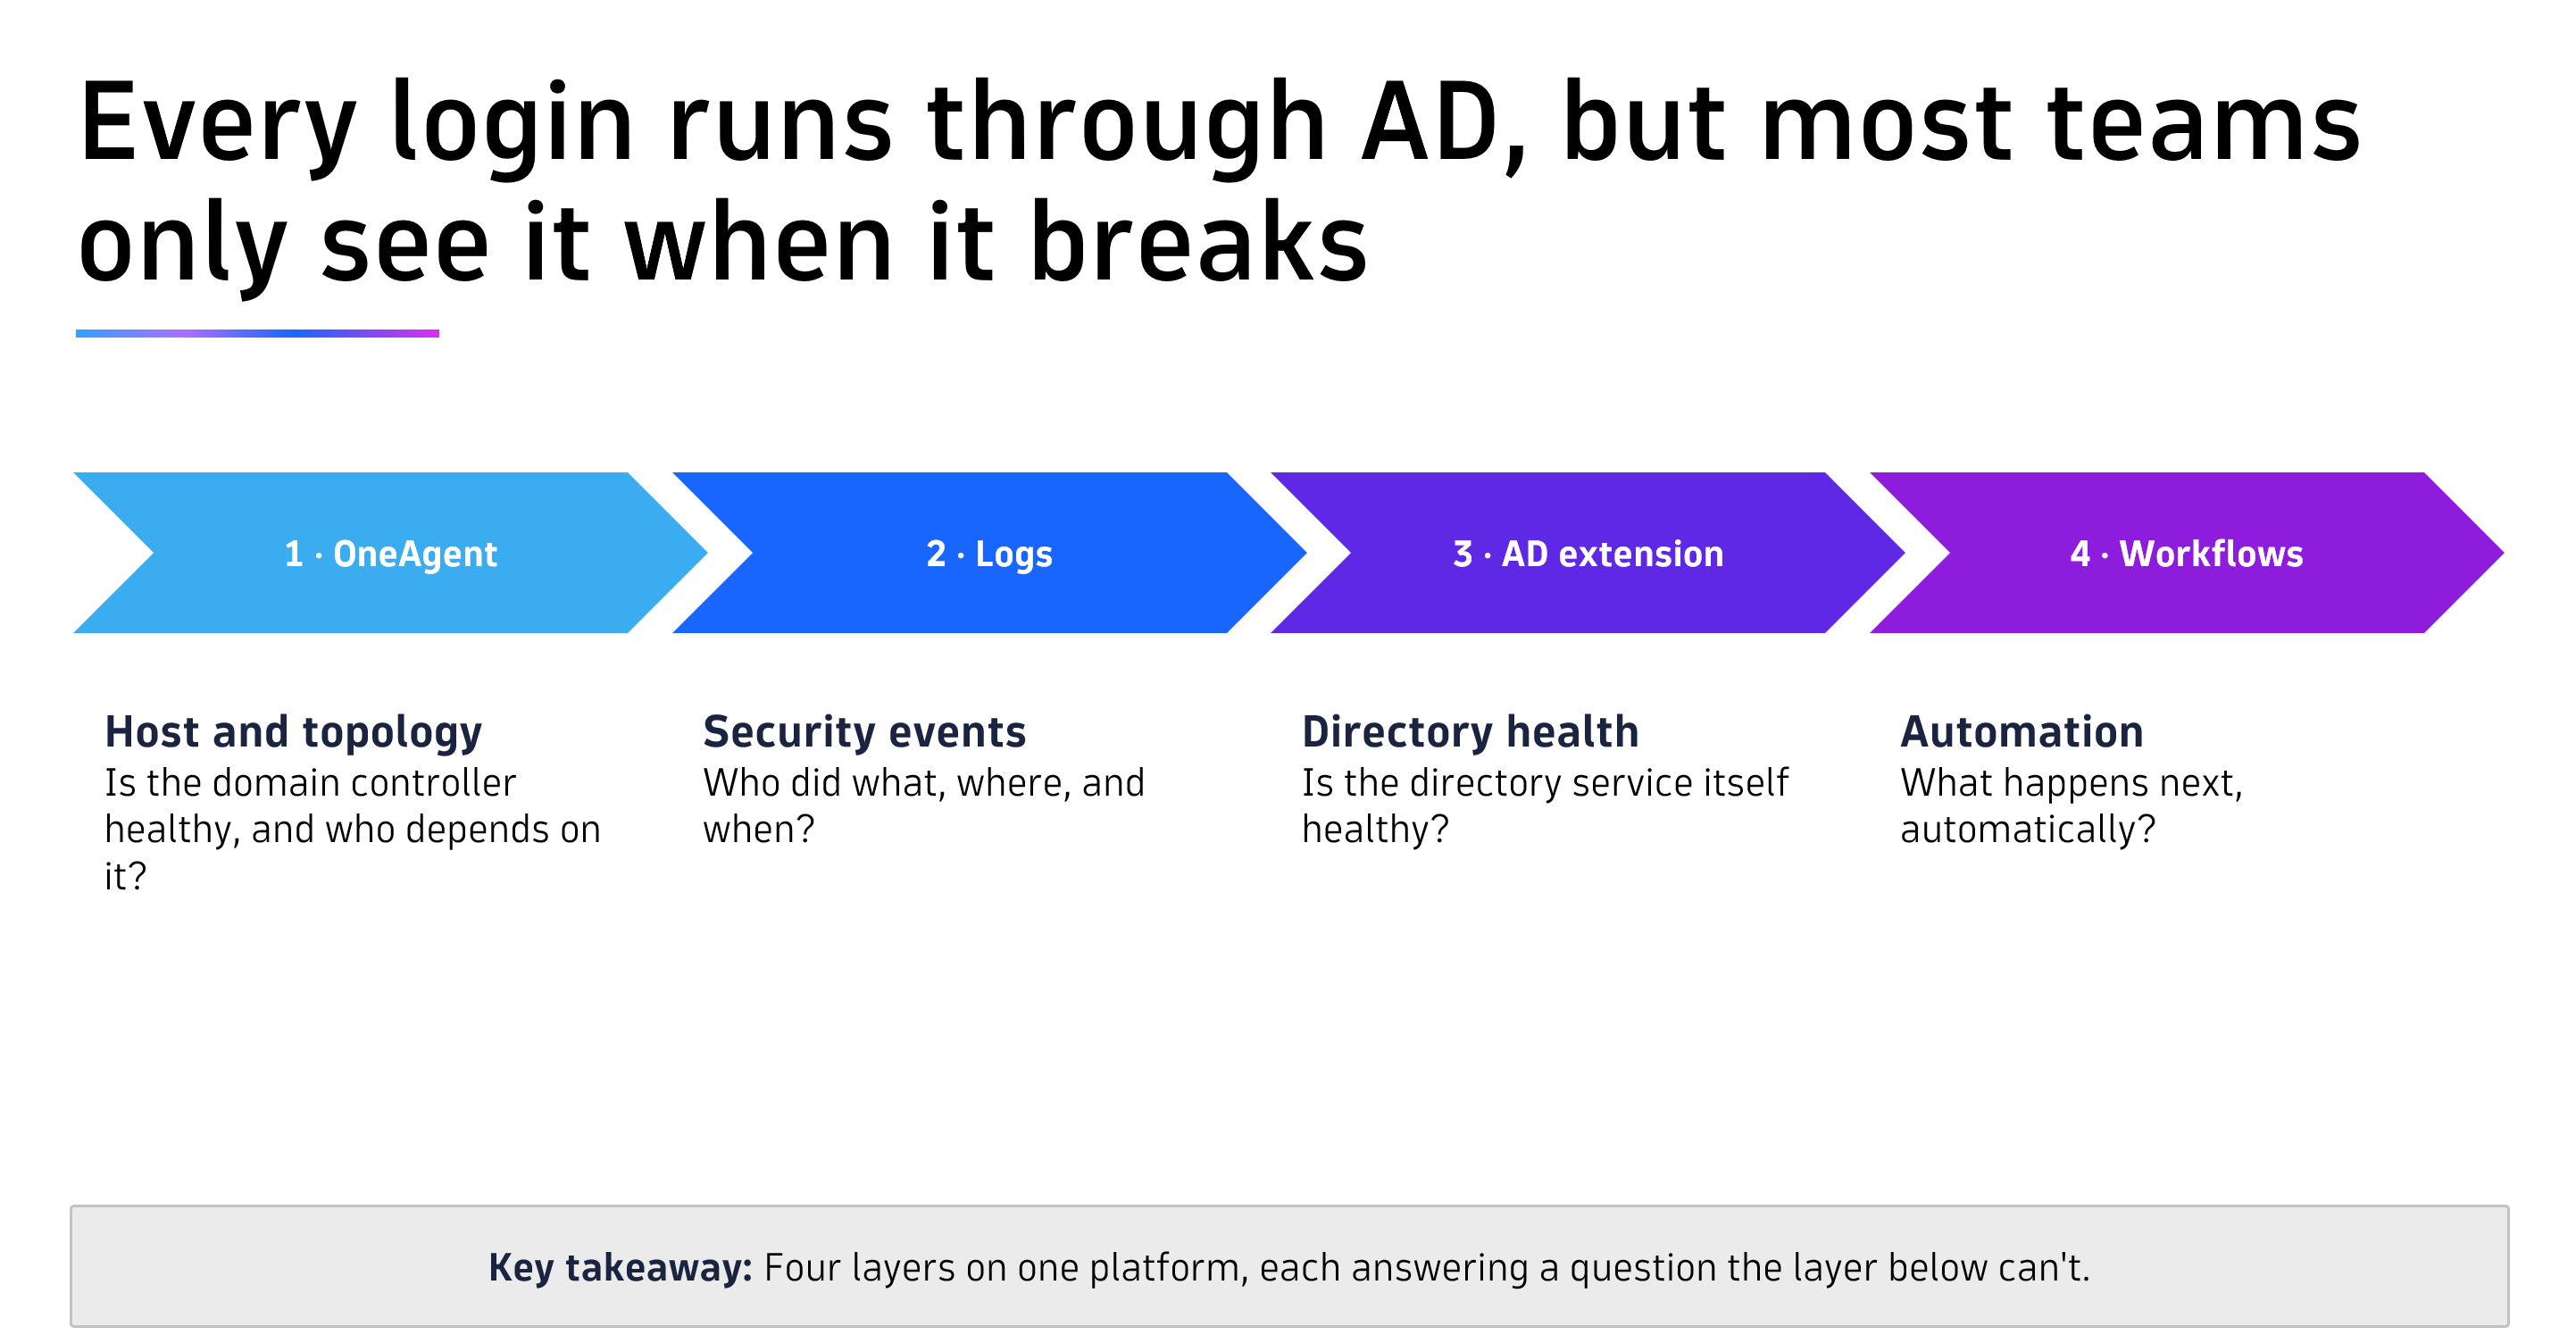 Every login runs through AD, but most teams
only see it when it breaks
1 · OneAgent
2 · Logs
3 · AD extension
4 · Workflows
Host and topology
Is the domain controller
healthy, and who depends on
it?
Security events
Who did what, where, and
when?
Directory health
Is the directory service itself
healthy?
Automation
What happens next,
automatically?
Key takeaway: Four layers on one platform, each answering a question the layer below can't.